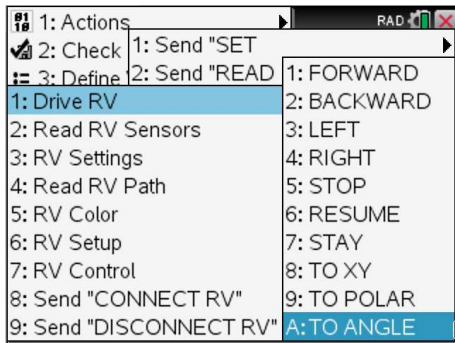 1: Actions
RAD
2: Check
3: Define
1: Send "SET
2: Send "READ
1: Drive RV
2: Read RV Sensors
3: RV Settings
4: Read RV Path
5: RV Color
6: RV Setup
7: RV Control
8: Send "CONNECT RV"
9: Send "DISCONNECT RV"
1: FORWARD
2: BACKWARD
3: LEFT
4: RIGHT
5: STOP
6: RESUME
7: STAY
8: TO XY
9: TO POLAR
A: TO ANGLE